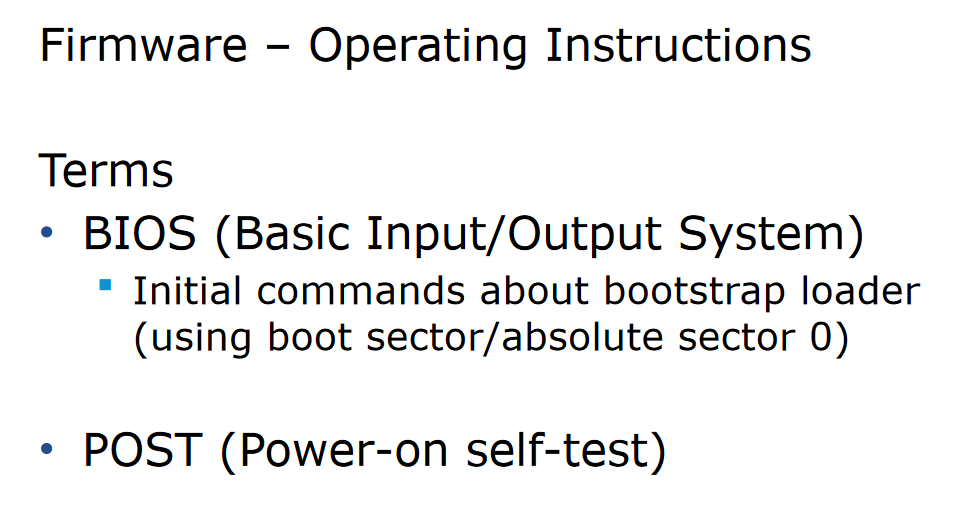 Firmware – Operating Instructions
Terms
• BIOS (Basic Input/Output System)
▪ Initial commands about bootstrap loader
(using boot sector/absolute sector 0)
• POST (Power-on self-test)